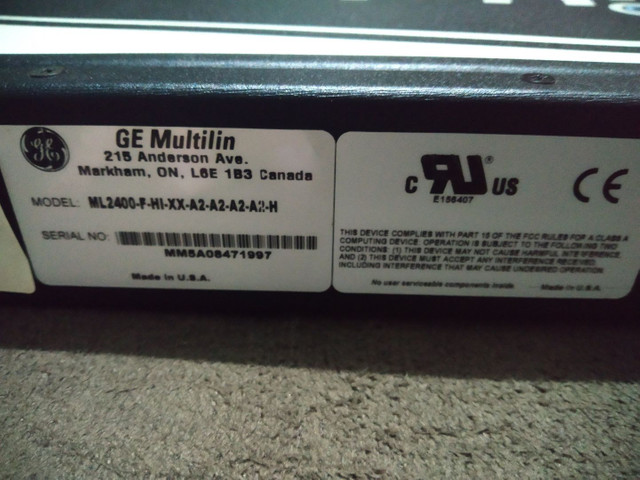 GE Multilin
215 Anderson Ave.
Markham, ON, L6E 1B3 Canada
MODEL: ML2400-F-HI-XX-A2-A2-A2-A2-H
SERIAL NO:
MM5A08471997
Made in U.S.A.
C RU US
®
E156407
CE
THIS DEVICE COMPLIES WITH PART 15 OF THE FCC RULES FOR A CLASS A
COMPUTING DEVICE. OPERATION IS SUBJECT TO THE FOLLOWING TWO
CONDITIONS: (1) THIS DEVICE MAY NOT CAUSE HARMFUL INTERFERENCE,
AND (2) THIS DEVICE MUST ACCEPT ANY INTERFERENCE RECEIVED,
INCLUDING INTERFERENCE THAT MAY CAUSE UNDESIRED OPERATION.
No user serviceable components inside
Made in U.S.A.